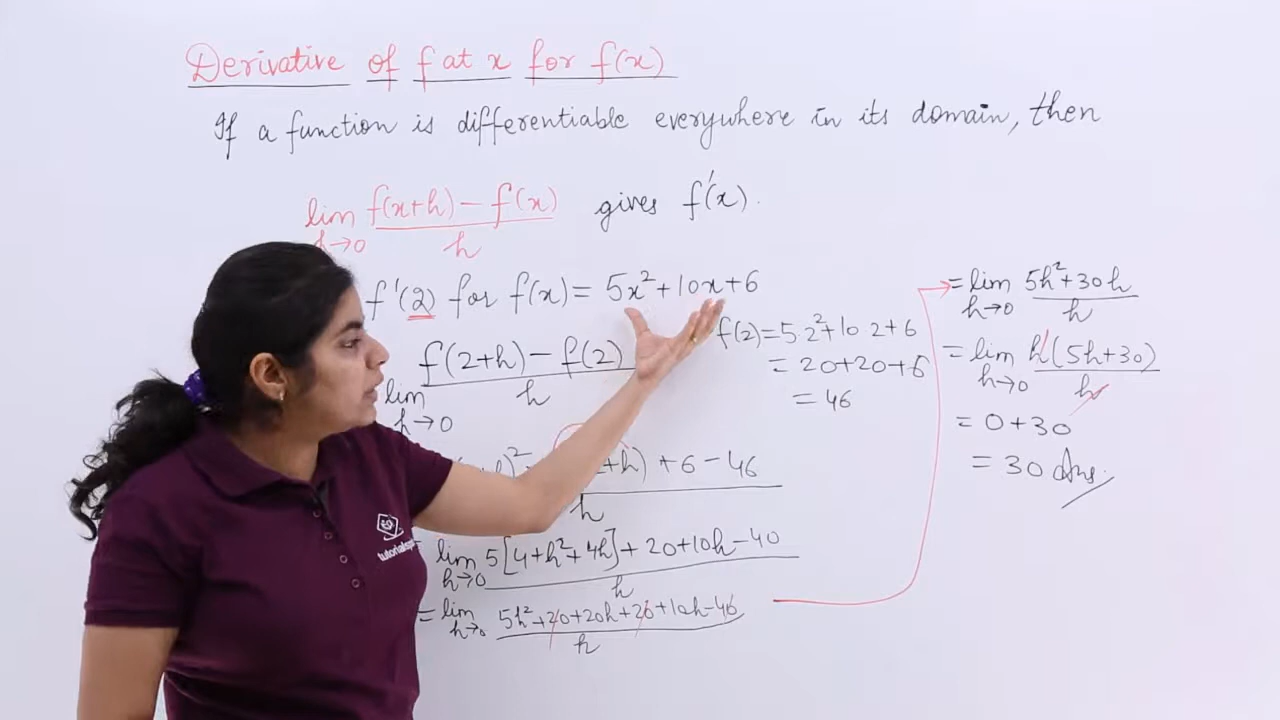 Derivative of f at x for f(x)
If a function is differentiable everywhere in its domain, then
lim h→0 f(x+h) − f(x) / h gives f'(x).
f'(2) for f(x) = 5x²+10x+6
lim h→0 f(2+h) − f(2) / h
f(2) = 5·2²+10·2+6
= 20+20+6
= 46
+h)² +h) + 6 − 46 / h
= lim h→0 5[4+h²+4h] + 20+10h−40 / h
= lim h→0 5h²+20+20h+20+10h−40 / h
= lim h→0 5h²+30h / h
= lim h→0 h(5h+30) / h
= 0+30
= 30 Ans.
tutorialspoint